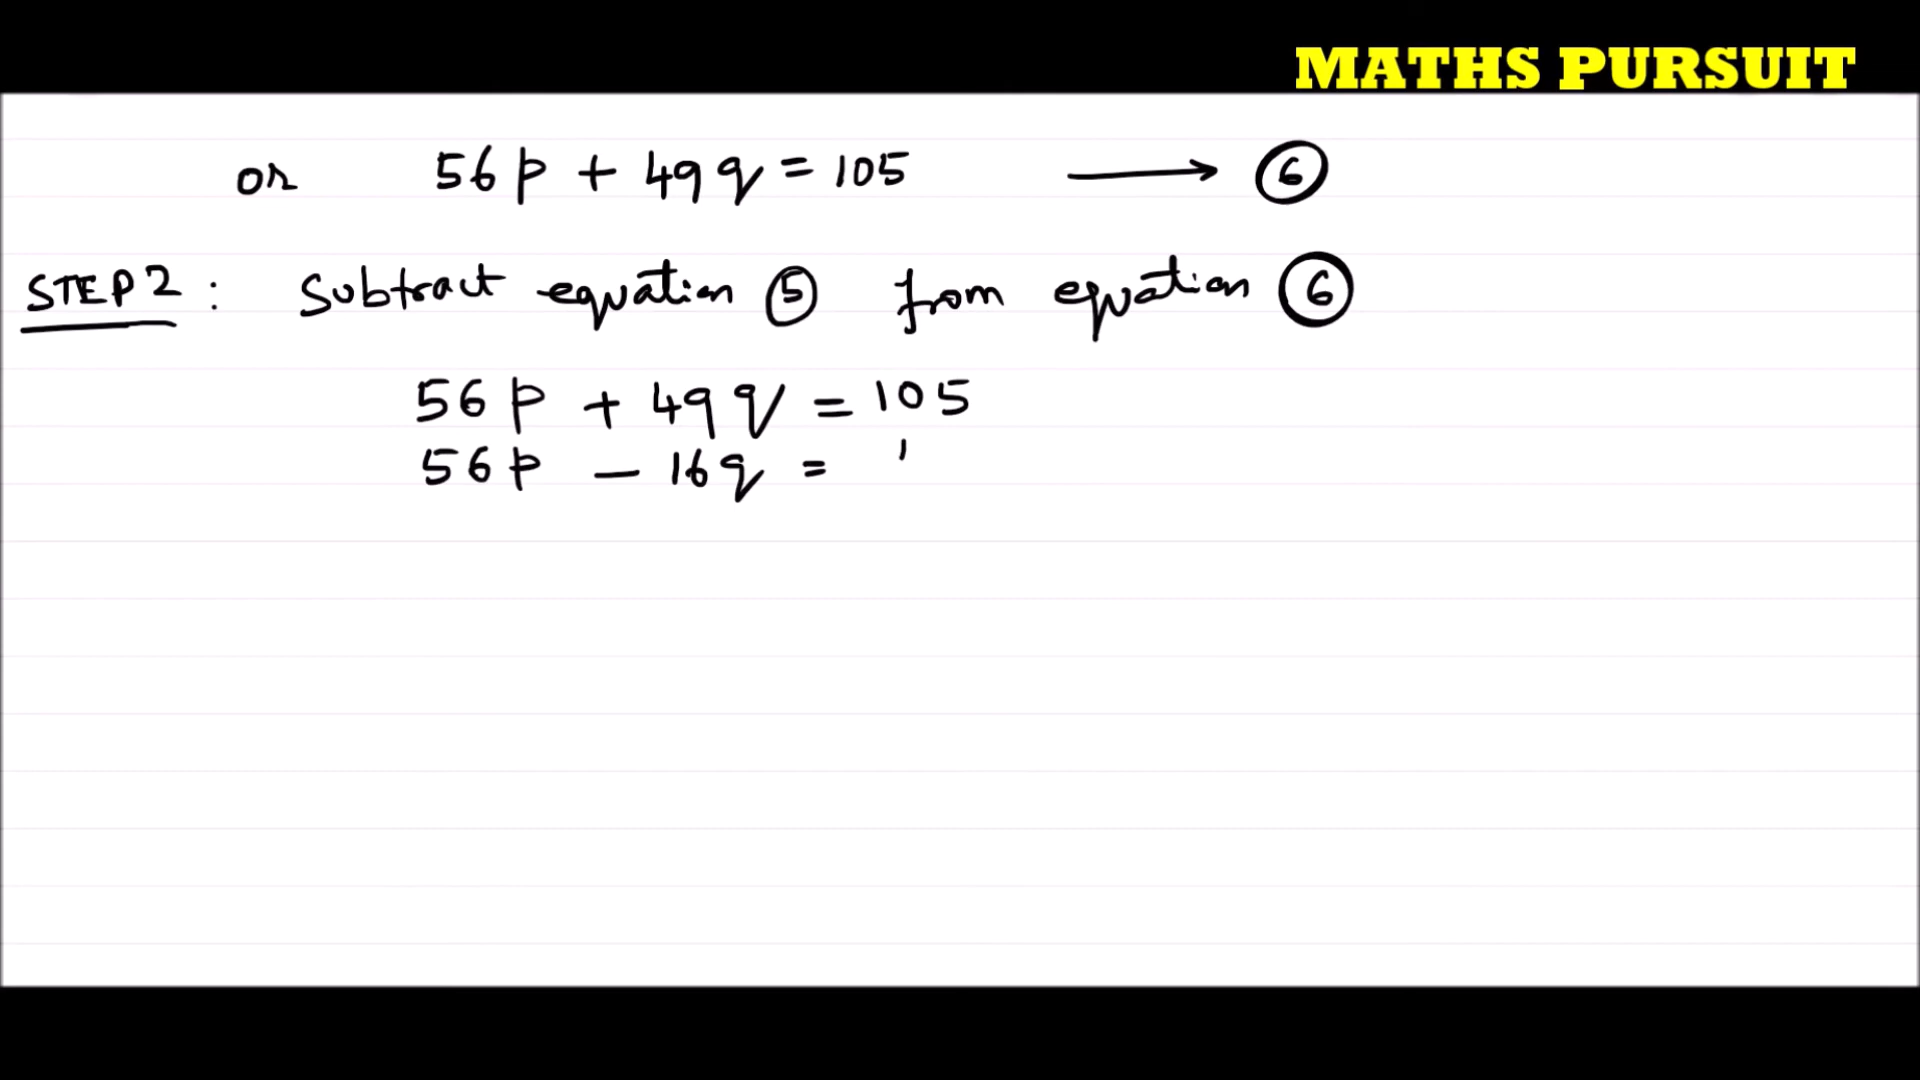 MATHS PURSUIT
or 56p + 49q = 105 ⟶ ⑥
STEP 2 : Subtract equation ⑤ from equation ⑥
56p + 49q = 105
56p − 16q =